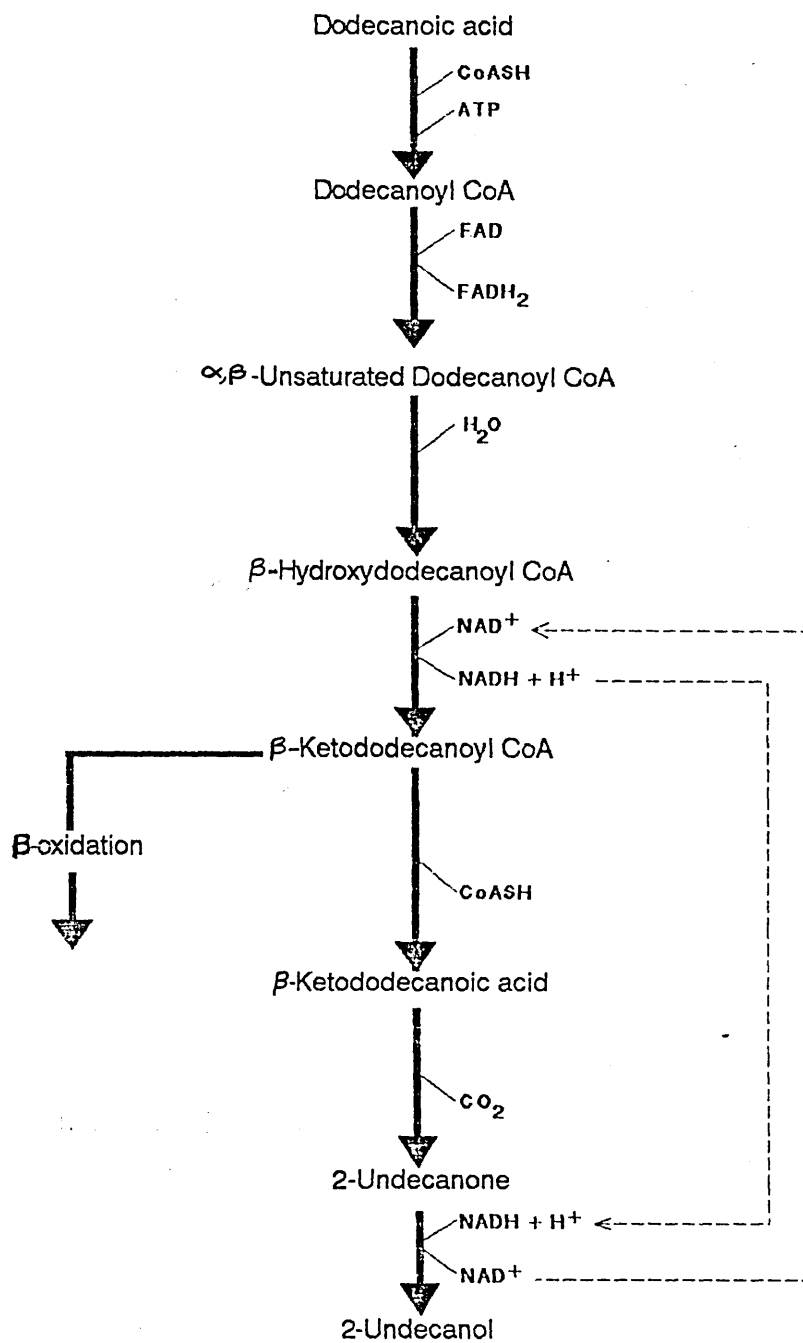 Dodecanoic acid
CoASH
ATP
Dodecanoyl CoA
FAD
FADH₂
α,β-Unsaturated Dodecanoyl CoA
H₂O
β-Hydroxydodecanoyl CoA
NAD⁺
NADH + H⁺
β-Ketododecanoyl CoA
β-oxidation
CoASH
β-Ketododecanoic acid
CO₂
2-Undecanone
NADH + H⁺
NAD⁺
2-Undecanol